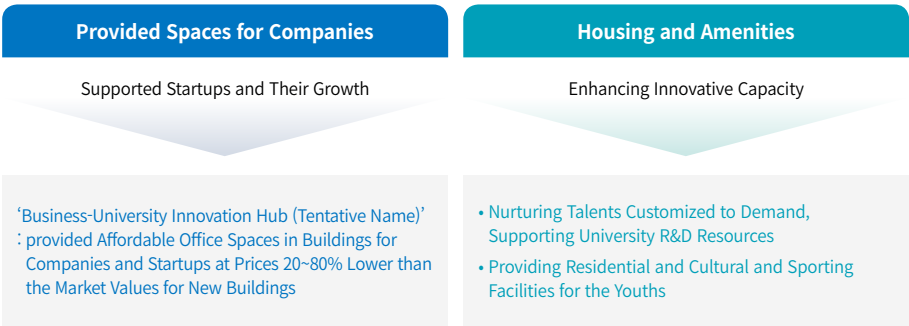 Provided Spaces for Companies
Supported Startups and Their Growth
‘Business-University Innovation Hub (Tentative Name)’
: provided Affordable Office Spaces in Buildings for
Companies and Startups at Prices 20~80% Lower than
the Market Values for New Buildings
Housing and Amenities
Enhancing Innovative Capacity
• Nurturing Talents Customized to Demand,
Supporting University R&D Resources
• Providing Residential and Cultural and Sporting
Facilities for the Youths